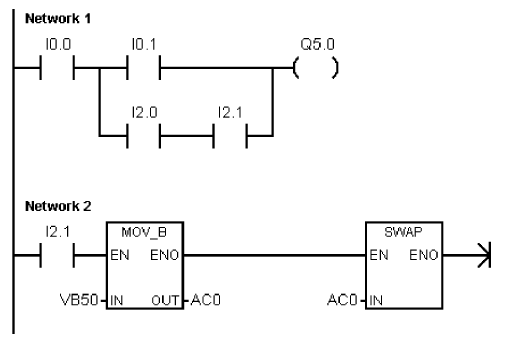 Network 1
I0.0 I0.1 Q5.0
I2.0 I2.1
Network 2
I2.1 MOV_B SWAP
EN ENO EN ENO
VB50 IN OUT AC0 AC0 IN